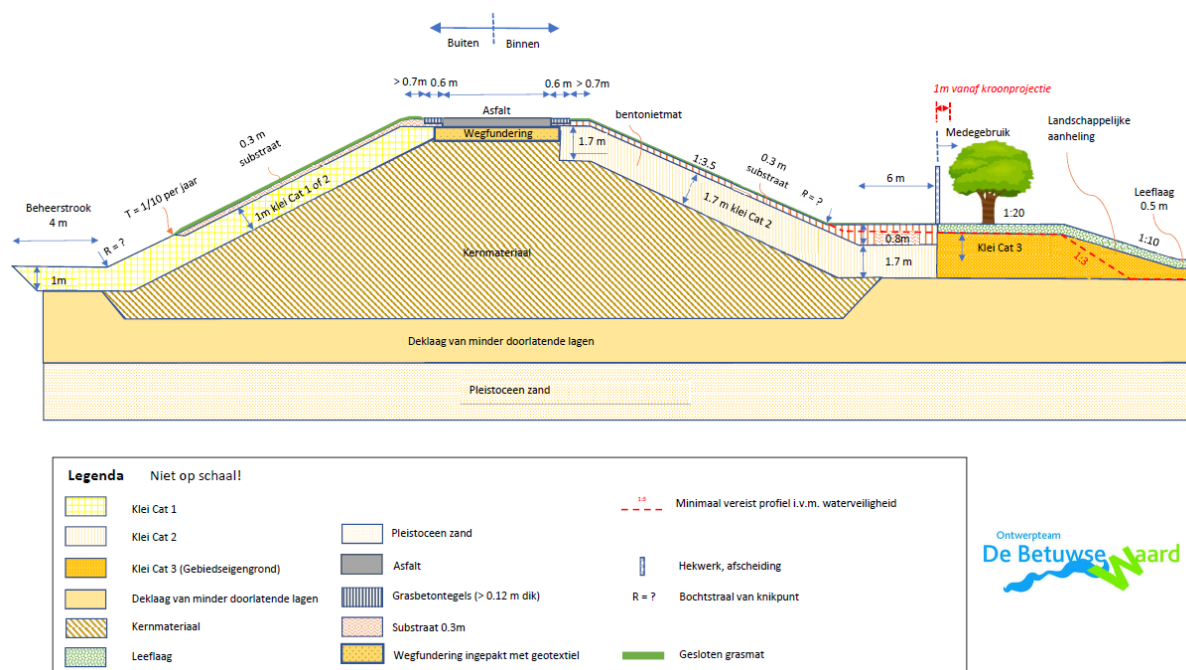 Buiten
Binnen
> 0.7m
0.6 m
0.6 m
> 0.7m
1m vanaf kroonprojectie
Asfalt
Wegfundering
bentonietmat
Medegebruik
Landschappelijke
aanheling
0.3 m
substraat
1.7 m
1:3.5
0.3 m
substraat
R = ?
6 m
Leeflaag
0.5 m
Beheerstrook
4 m
T = 1/10 per jaar
R = ?
1m klei Cat 1 of 2
1.7 m klei Cat 2
1:20
1:10
0.8m
Klei Cat 3
1:3
1m
Kernmateriaal
1.7 m
Deklaag van minder doorlatende lagen
Pleistoceen zand
Legenda
Niet op schaal!
Klei Cat 1
Klei Cat 2
Klei Cat 3 (Gebiedseigengrond)
Deklaag van minder doorlatende lagen
Kernmateriaal
Leeflaag
Pleistoceen zand
Asfalt
Grasbetontegels (> 0.12 m dik)
Substraat 0.3m
Wegfundering ingepakt met geotextiel
Minimaal vereist profiel i.v.m. waterveiligheid
Hekwerk, afscheiding
R = ?
Bochtstraal van knikpunt
Gesloten grasmat
Ontwerpteam
De Betuwse Waard